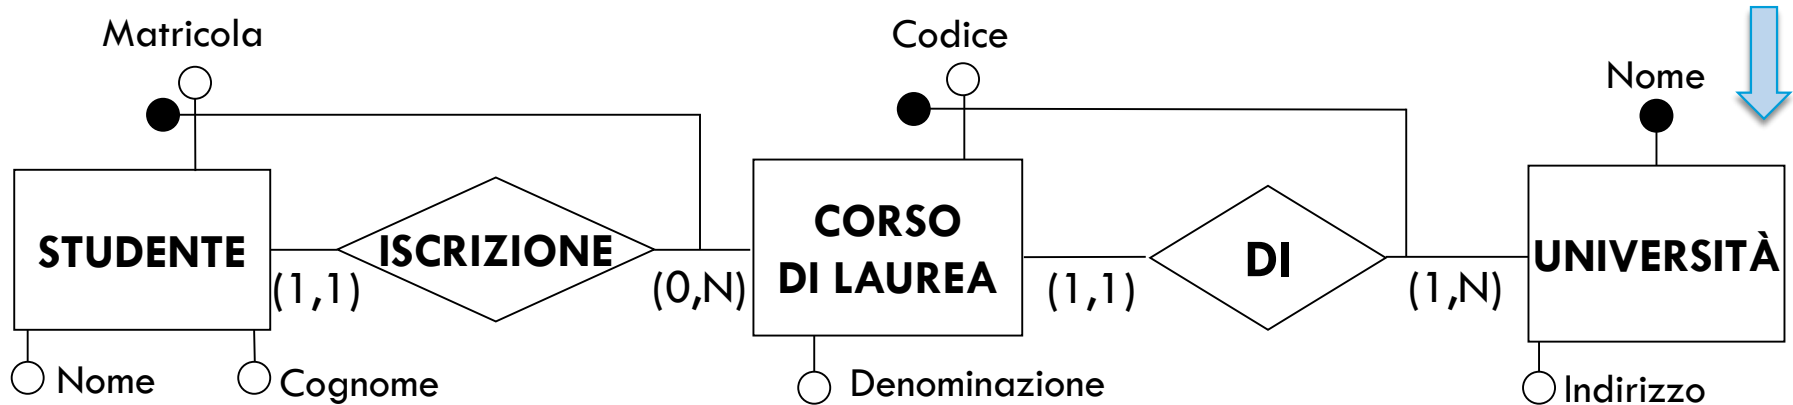 Matricola
Codice
Nome
STUDENTE
ISCRIZIONE
CORSO
DI LAUREA
DI
UNIVERSITÀ
(1,1)
(0,N)
(1,1)
(1,N)
Nome
Cognome
Denominazione
Indirizzo